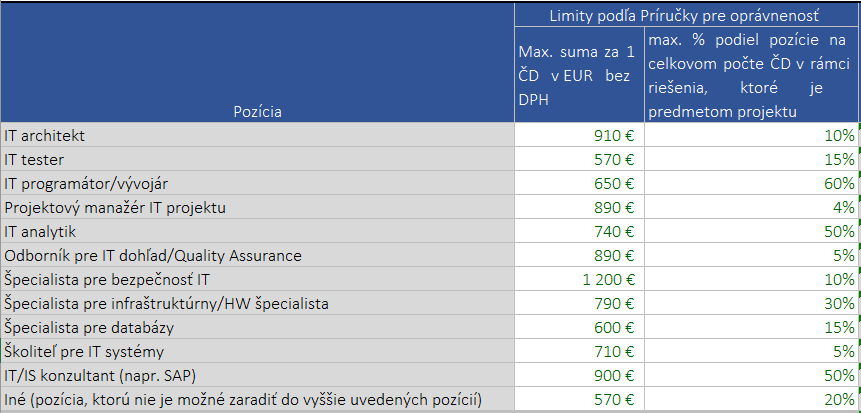 Limity podľa Príručky pre oprávnenosť
Pozícia
Max. suma za 1
ČD v EUR bez
DPH
max. % podiel pozície na
celkovom počte ČD v rámci
riešenia, ktoré je
predmetom projektu
IT architekt 910 € 10%
IT tester 570 € 15%
IT programátor/vývojár 650 € 60%
Projektový manažér IT projektu 890 € 4%
IT analytik 740 € 50%
Odborník pre IT dohľad/Quality Assurance 890 € 5%
Špecialista pre bezpečnosť IT 1 200 € 10%
Špecialista pre infraštruktúrny/HW špecialista 790 € 30%
Špecialista pre databázy 600 € 15%
Školiteľ pre IT systémy 710 € 5%
IT/IS konzultant (napr. SAP) 900 € 50%
Iné (pozícia, ktorú nie je možné zaradiť do vyššie uvedených pozícií) 570 € 20%